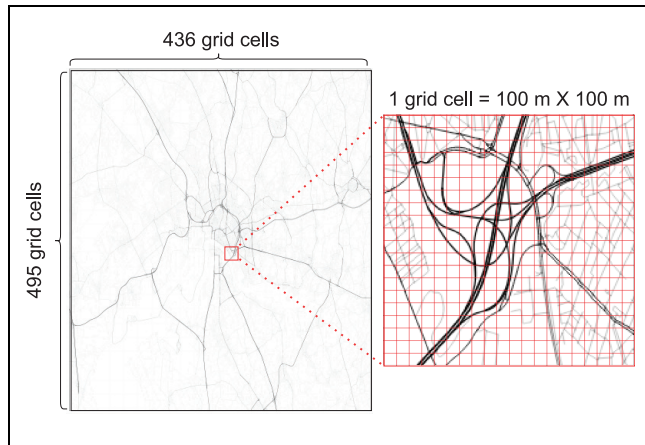 436 grid cells
1 grid cell = 100 m X 100 m
495 grid cells